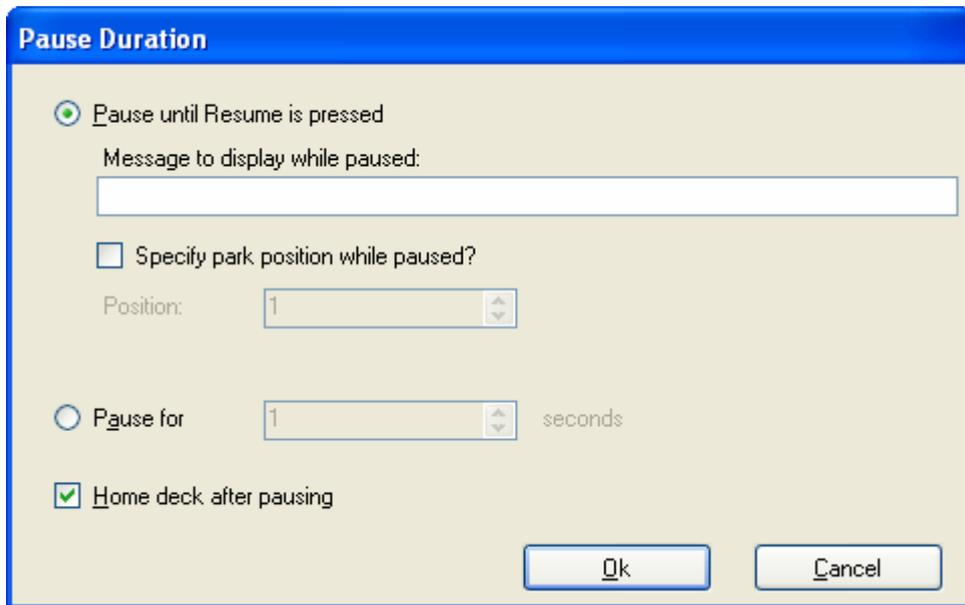 Pause Duration
Pause until Resume is pressed
Message to display while paused:
Specify park position while paused?
Position: 1
Pause for 1 seconds
Home deck after pausing
Ok Cancel